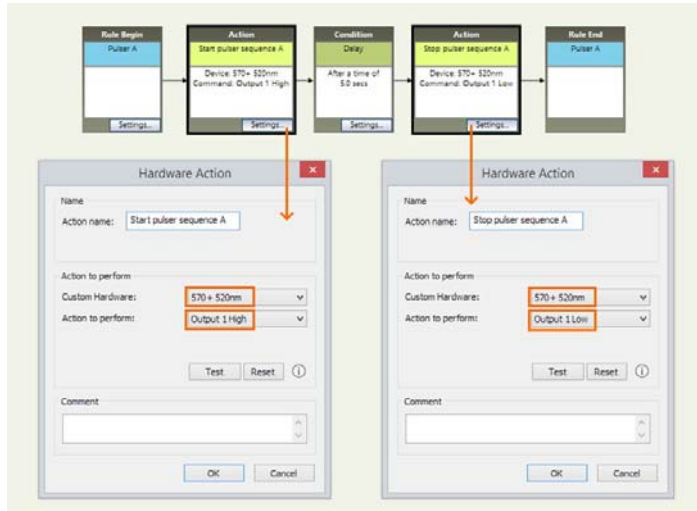 Rule Begin
Pulser A
Settings...
Action
Start pulser sequence A
Device: 570+ 520nm
Command: Output 1 High
Settings...
Condition
Delay
After a time of
5.0 secs
Settings...
Action
Stop pulser sequence A
Device: 570+ 520nm
Command: Output 1 Low
Settings...
Rule End
Pulser A
Hardware Action
Name
Action name: Start pulser sequence A
Action to perform
Custom Hardware: 570+ 520nm
Action to perform: Output 1 High
Test Reset
Comment
OK Cancel
Hardware Action
Name
Action name: Stop pulser sequence A
Action to perform
Custom Hardware: 570+ 520nm
Action to perform: Output 1 Low
Test Reset
Comment
OK Cancel